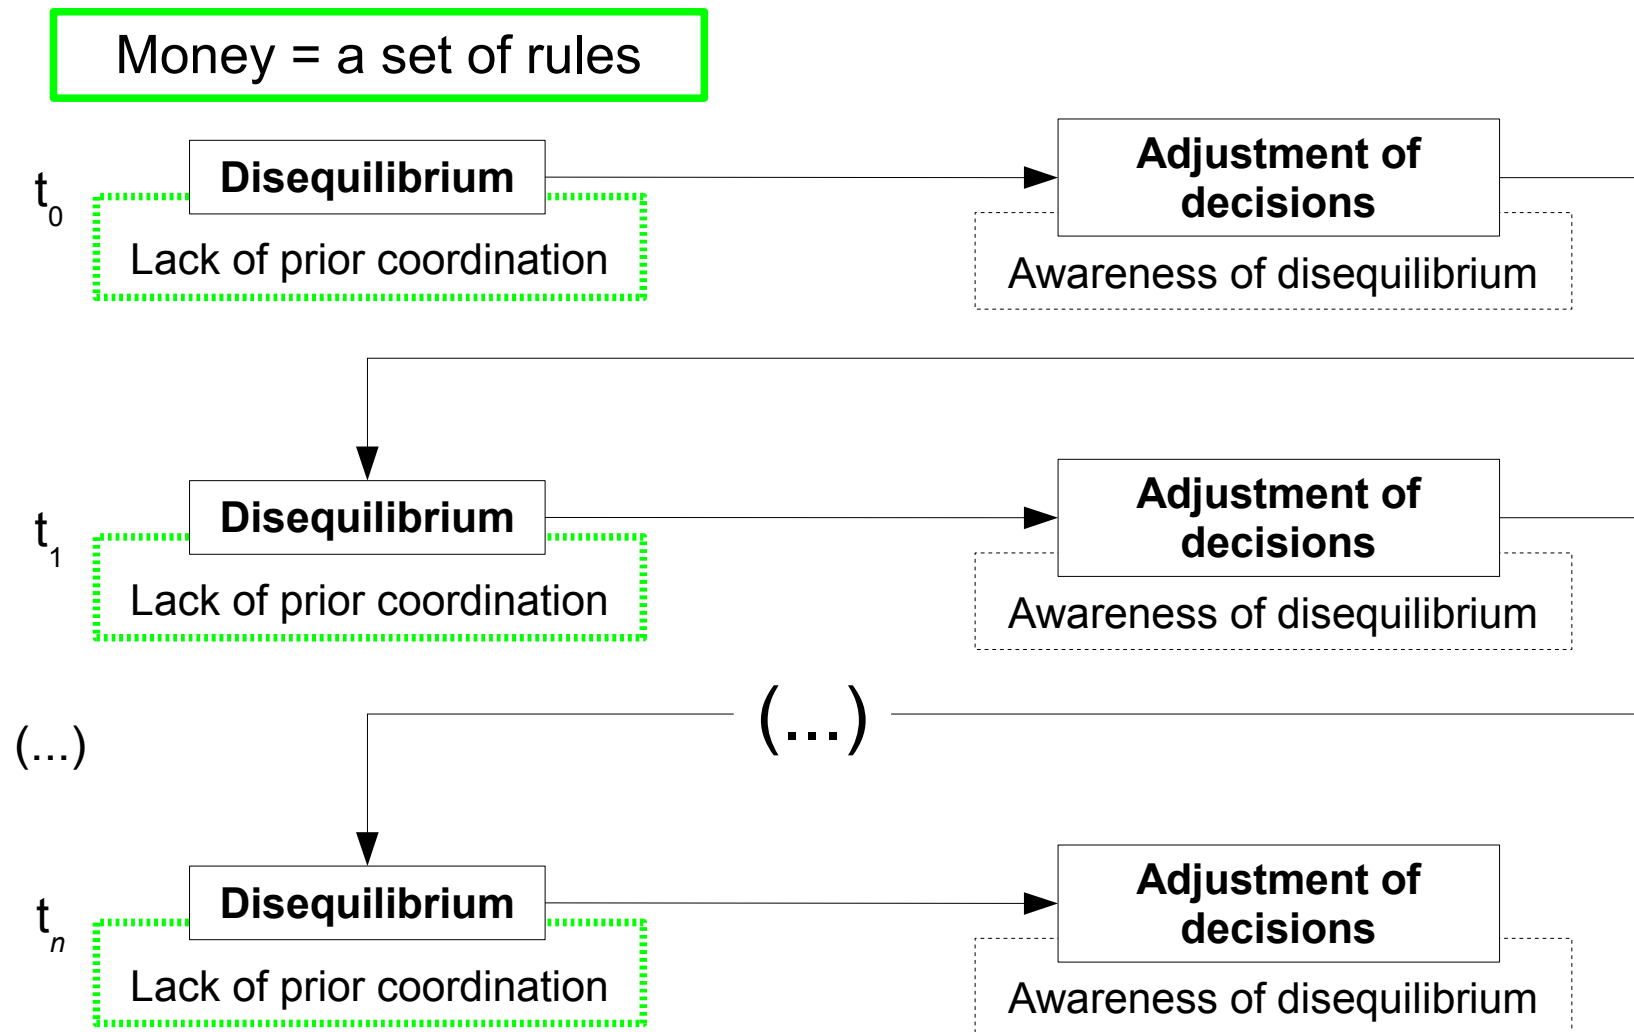 Money = a set of rules
t0
Disequilibrium
Lack of prior coordination
Adjustment of
decisions
Awareness of disequilibrium
t1
Disequilibrium
Lack of prior coordination
Adjustment of
decisions
Awareness of disequilibrium
(...)
(...)
tn
Disequilibrium
Lack of prior coordination
Adjustment of
decisions
Awareness of disequilibrium